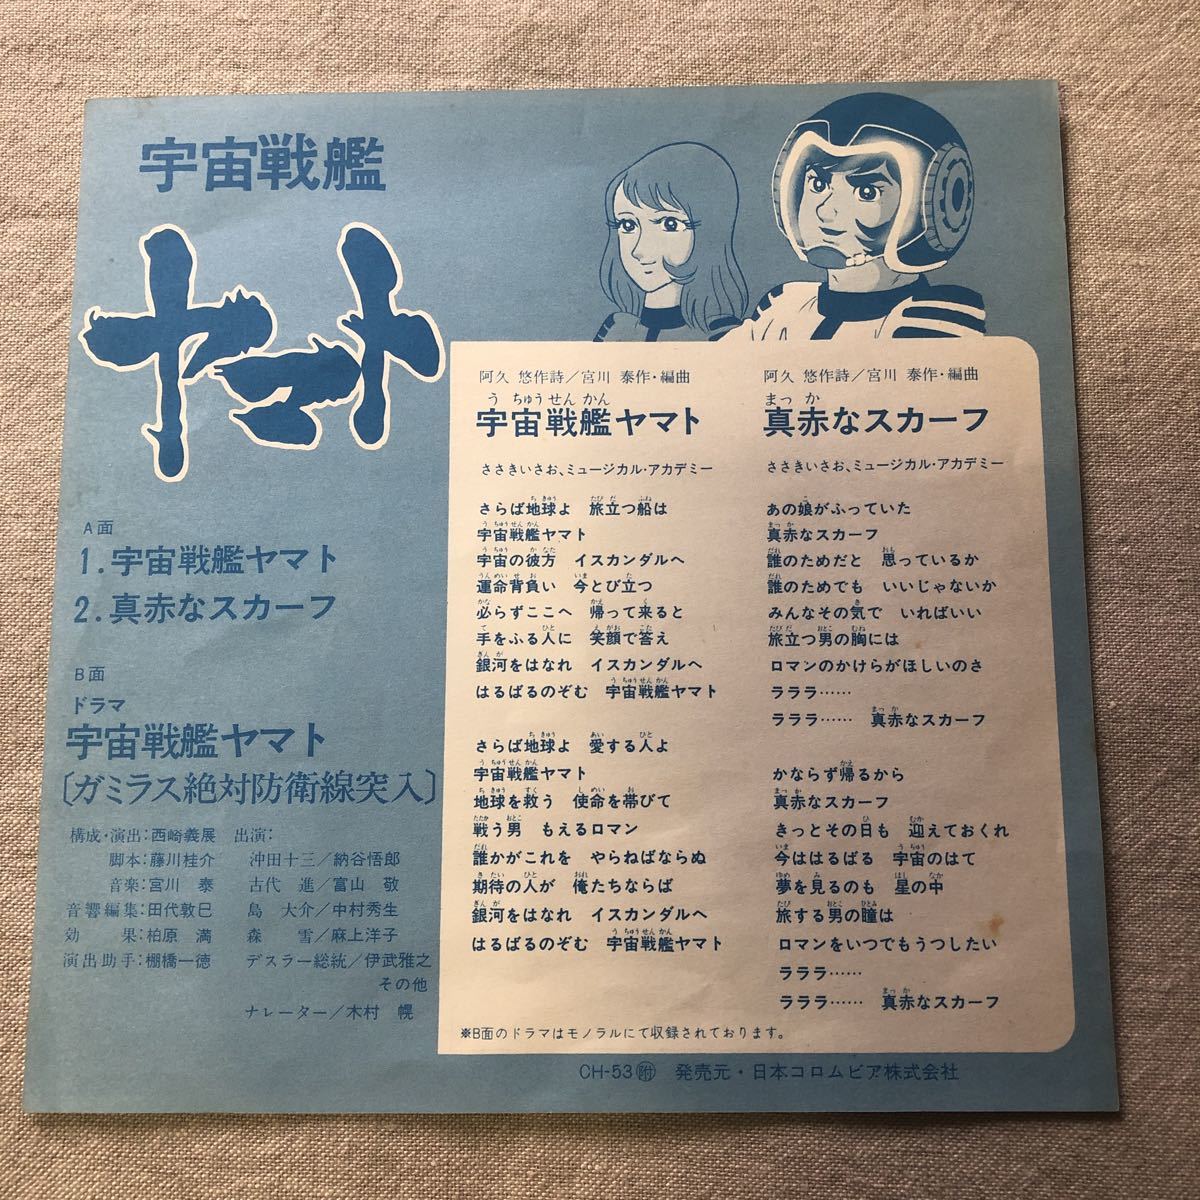 宇宙戦艦
ヤマト
A面
1.宇宙戦艦ヤマト
2.真赤なスカーフ
B面
ドラマ
宇宙戦艦ヤマト
〔ガミラス絶対防衛線突入〕
構成・演出：西崎義展
脚本：藤川桂介
音楽：宮川 泰
音響編集：田代敦巳
効果：柏原 満
演出助手：棚橋一徳
出演：
沖田十三／納谷悟郎
古代 進／富山 敬
島 大介／中村秀生
森 雪／麻上洋子
デスラー総統／伊武雅之
その他
ナレーター／木村 幌
阿久 悠作詩／宮川 泰作・編曲
う ちゅう せん かん
宇宙戦艦ヤマト
ささきいさお、ミュージカル・アカデミー
さらば地球よ 旅立つ船は
宇宙戦艦ヤマト
宇宙の彼方 イスカンダルへ
運命背負い 今とび立つ
必らずここへ 帰って来ると
手をふる人に 笑顔で答え
銀河をはなれ イスカンダルへ
はるばるのぞむ 宇宙戦艦ヤマト
さらば地球よ 愛する人よ
宇宙戦艦ヤマト
地球を救う 使命を帯びて
戦う男 もえるロマン
誰かがこれを やらねばならぬ
期待の人が 俺たちならば
銀河をはなれ イスカンダルへ
はるばるのぞむ 宇宙戦艦ヤマト
阿久 悠作詩／宮川 泰作・編曲
まっ か
真赤なスカーフ
ささきいさお、ミュージカル・アカデミー
あの娘がふっていた
真赤なスカーフ
誰のためだと 思っているか
誰のためでも いいじゃないか
みんなその気で いればいい
旅立つ男の胸には
ロマンのかけらがほしいのさ
ラララ……
ラララ…… 真赤なスカーフ
かならず帰るから
真赤なスカーフ
きっとその日も 迎えておくれ
今ははるばる 宇宙のはて
夢を見るのも 星の中
旅する男の瞳は
ロマンをいつでもうつしたい
ラララ……
ラララ…… 真赤なスカーフ
※B面のドラマはモノラルにて収録されております。
CH-53㈵ 発売元・日本コロムビア株式会社